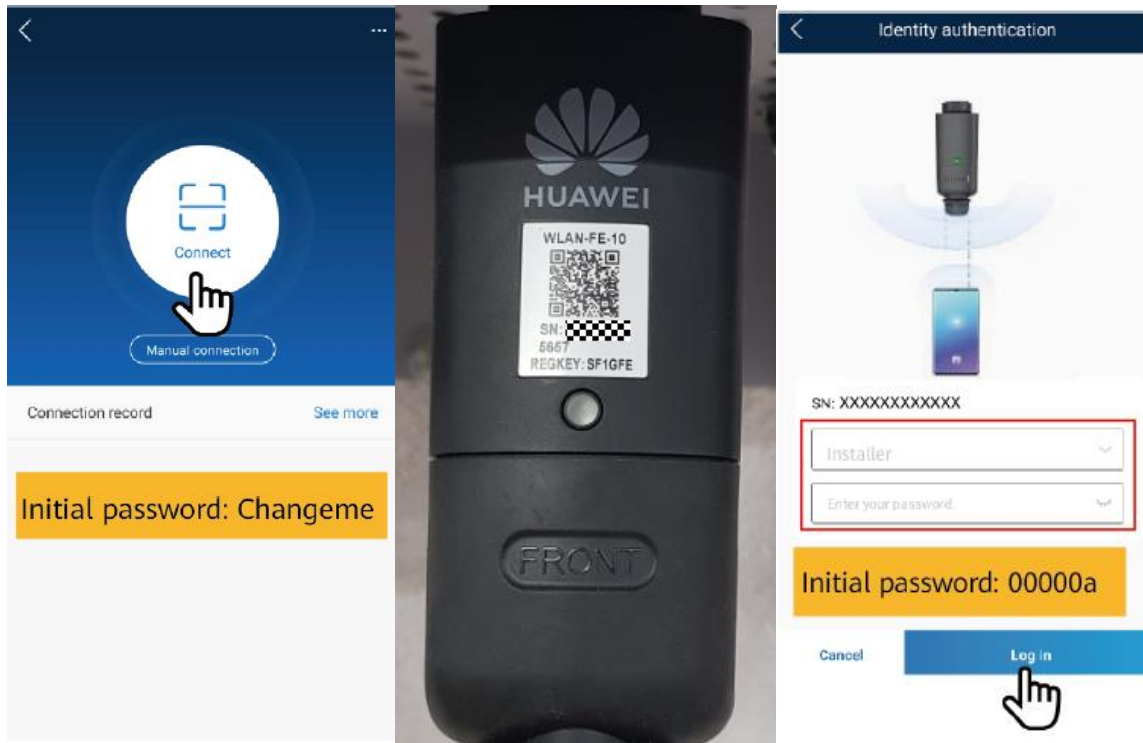 ...
Connect
Manual connection
Connection record
See more
Initial password: Changeme
HUAWEI
WLAN-FE-10
SN:
5657
REGKEY: SF1GFE
FRONT
Identity authentication
SN: XXXXXXXXXXXX
Installer
Enter your password.
Initial password: 00000a
Cancel
Log in